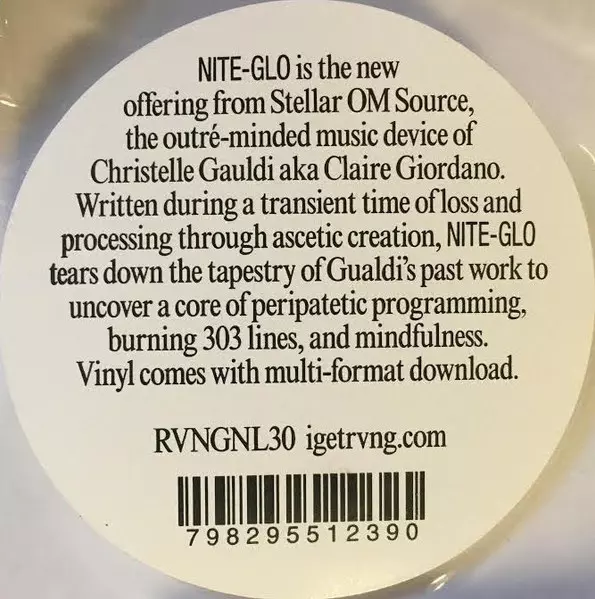 NITE-GLO is the new
offering from Stellar OM Source,
the outré-minded music device of
Christelle Gauldi aka Claire Giordano.
Written during a transient time of loss and
processing through ascetic creation, NITE-GLO
tears down the tapestry of Gualdi's past work to
uncover a core of peripatetic programming,
burning 303 lines, and mindfulness.
Vinyl comes with multi-format download.
RVNGNL30 igetrvng.com
798295512390